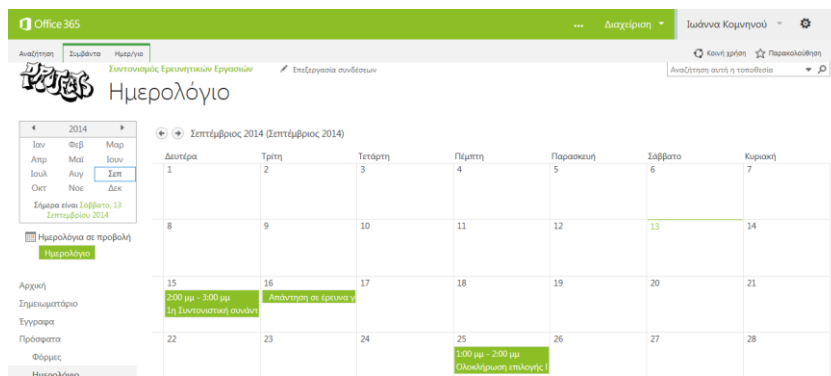 Office 365 ... Διαχείριση Ιωάννα Κομνηνού
Αναζήτηση Συμβάντα Ημερ/για Κοινή χρήση Παρακολούθηση
Συντονισμός Ερευνητικών Εργασιών Επεξεργασία συνδέσεων Αναζήτηση αυτή η τοποθεσία
Ημερολόγιο
2014
Ιαν Φεβ Μαρ
Απρ Μαϊ Ιουν
Ιουλ Αυγ Σεπ
Οκτ Νοε Δεκ
Σήμερα είναι Σάββατο, 13
Σεπτεμβρίου 2014
Ημερολόγια σε προβολή
Ημερολόγιο
Αρχική
Σημειωματάριο
Έγγραφα
Πρόσφατα
Φόρμες
Ημερολόγιο
Σεπτέμβριος 2014 (Σεπτέμβριος 2014)
Δευτέρα Τρίτη Τετάρτη Πέμπτη Παρασκευή Σάββατο Κυριακή
1 2 3 4 5 6 7
8 9 10 11 12 13 14
15 16 17 18 19 20 21
2:00 μμ - 3:00 μμ Απάντηση σε έρευνα γ
1η Συντονιστική συνάντ
22 23 24 25 26 27 28
1:00 μμ - 2:00 μμ
Ολοκλήρωση επιλογής